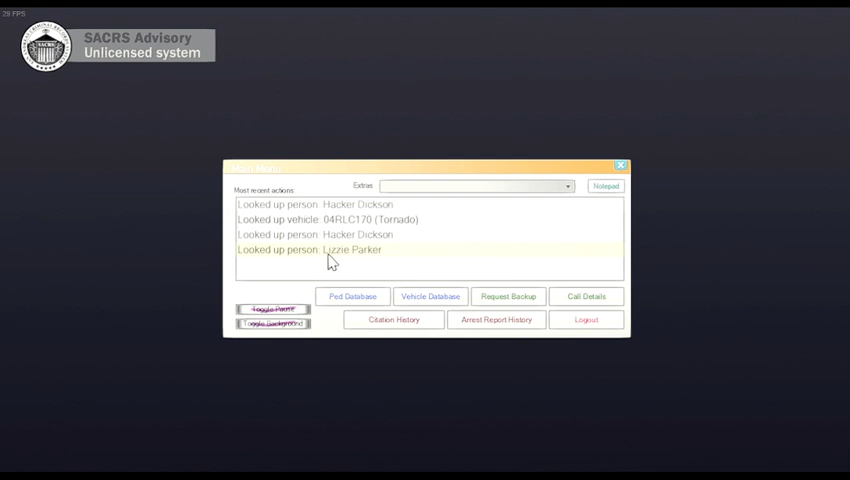 29 FPS
SACRS Advisory
Unlicensed system
Main Menu
Most recent actions:
Extras
Notepad
Looked up person: Hacker Dickson
Looked up vehicle: 04RLC170 (Tornado)
Looked up person: Hacker Dickson
Looked up person: Lizzie Parker
Ped Database
Vehicle Database
Request Backup
Call Details
Toggle Pause
Toggle Background
Citation History
Arrest Report History
Logout